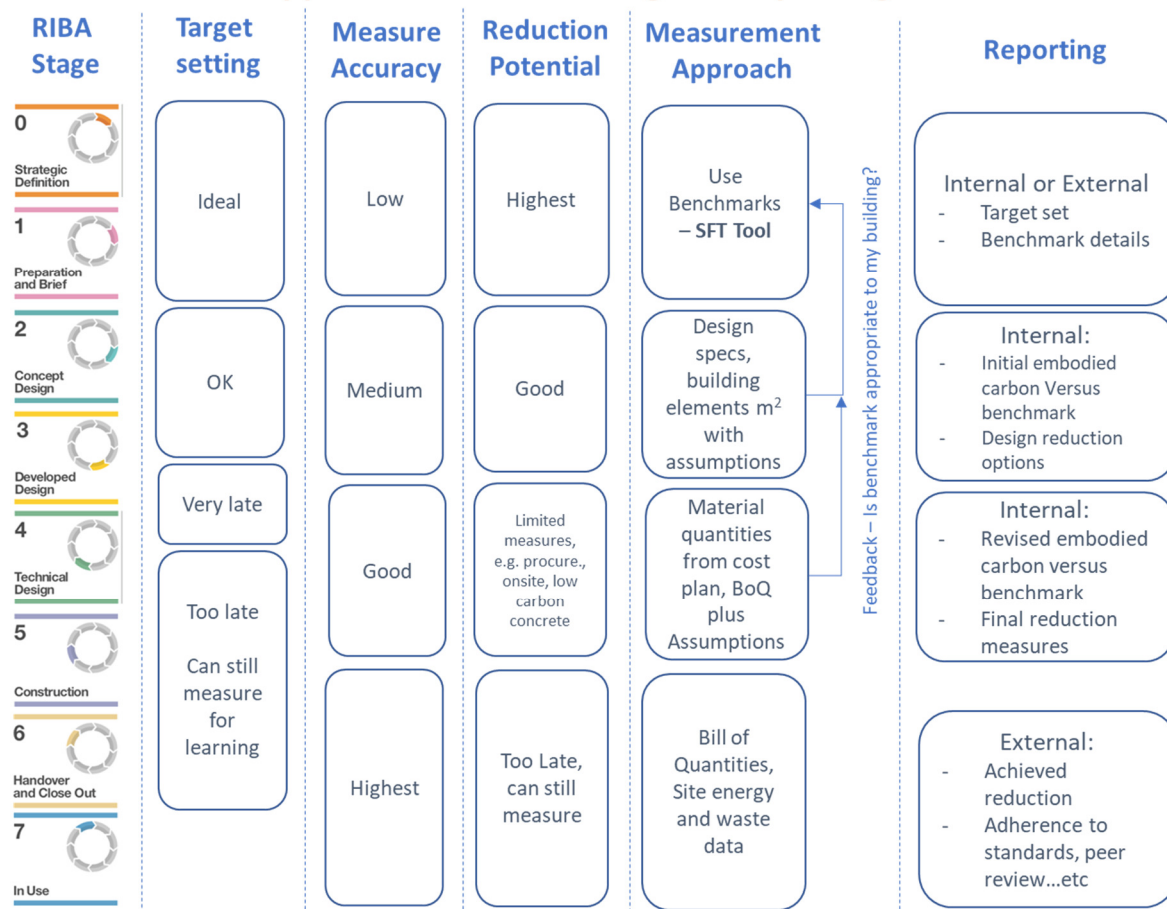 RIBA
Stage
Target
setting
Measure
Accuracy
Reduction
Potential
Measurement
Approach
Reporting
0
Strategic
Definition
1
Preparation
and Brief
2
Concept
Design
3
Developed
Design
4
Technical
Design
5
Construction
6
Handover
and Close Out
7
In Use
Ideal
OK
Very late
Too late
Can still
measure
for
learning
Low
Medium
Good
Highest
Highest
Good
Limited
measures,
e.g. procure.,
onsite, low
carbon
concrete
Too Late,
can still
measure
Use
Benchmarks
– SFT Tool
Design
specs,
building
elements m²
with
assumptions
Material
quantities
from cost
plan, BoQ
plus
Assumptions
Bill of
Quantities,
Site energy
and waste
data
Feedback – Is benchmark appropriate to my building?
Internal or External
- Target set
- Benchmark details
Internal:
- Initial embodied
carbon Versus
benchmark
- Design reduction
options
Internal:
- Revised embodied
carbon versus
benchmark
- Final reduction
measures
External:
- Achieved
reduction
- Adherence to
standards, peer
review...etc